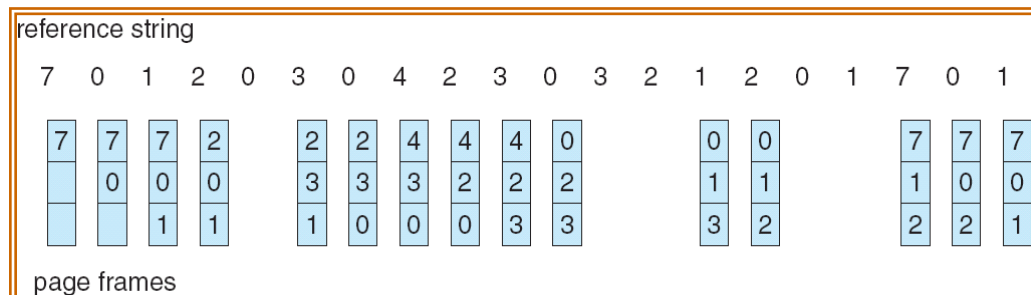 reference string
7 0 1 2 0 3 0 4 2 3 0 3 2 1 2 0 1 7 0 1
7 7 7 2 2 2 4 4 4 0 0 0 7 7 7
0 0 0 3 3 3 2 2 2 1 1 1 0 0
1 1 1 0 0 0 3 3 3 2 2 2 1
page frames